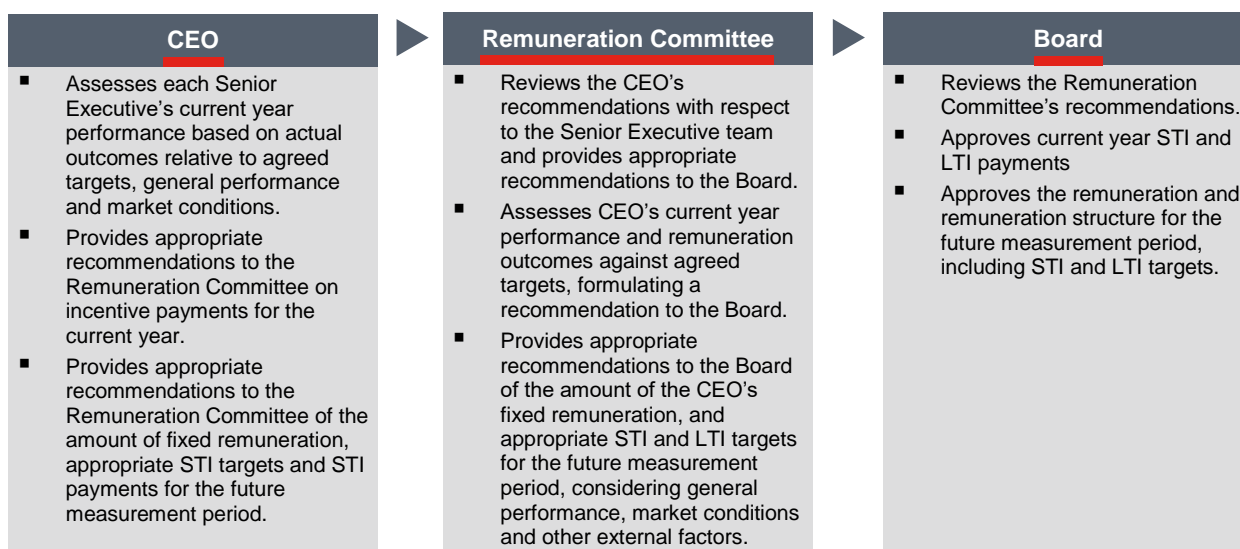 CEO
■ Assesses each Senior
Executive’s current year
performance based on actual
outcomes relative to agreed
targets, general performance
and market conditions.
■ Provides appropriate
recommendations to the
Remuneration Committee on
incentive payments for the
current year.
■ Provides appropriate
recommendations to the
Remuneration Committee of the
amount of fixed remuneration,
appropriate STI targets and STI
payments for the future
measurement period.
Remuneration Committee
■ Reviews the CEO’s
recommendations with respect
to the Senior Executive team
and provides appropriate
recommendations to the Board.
■ Assesses CEO’s current year
performance and remuneration
outcomes against agreed
targets, formulating a
recommendation to the Board.
■ Provides appropriate
recommendations to the Board
of the amount of the CEO’s
fixed remuneration, and
appropriate STI and LTI targets
for the future measurement
period, considering general
performance, market conditions
and other external factors.
Board
■ Reviews the Remuneration
Committee’s recommendations.
■ Approves current year STI and
LTI payments
■ Approves the remuneration and
remuneration structure for the
future measurement period,
including STI and LTI targets.